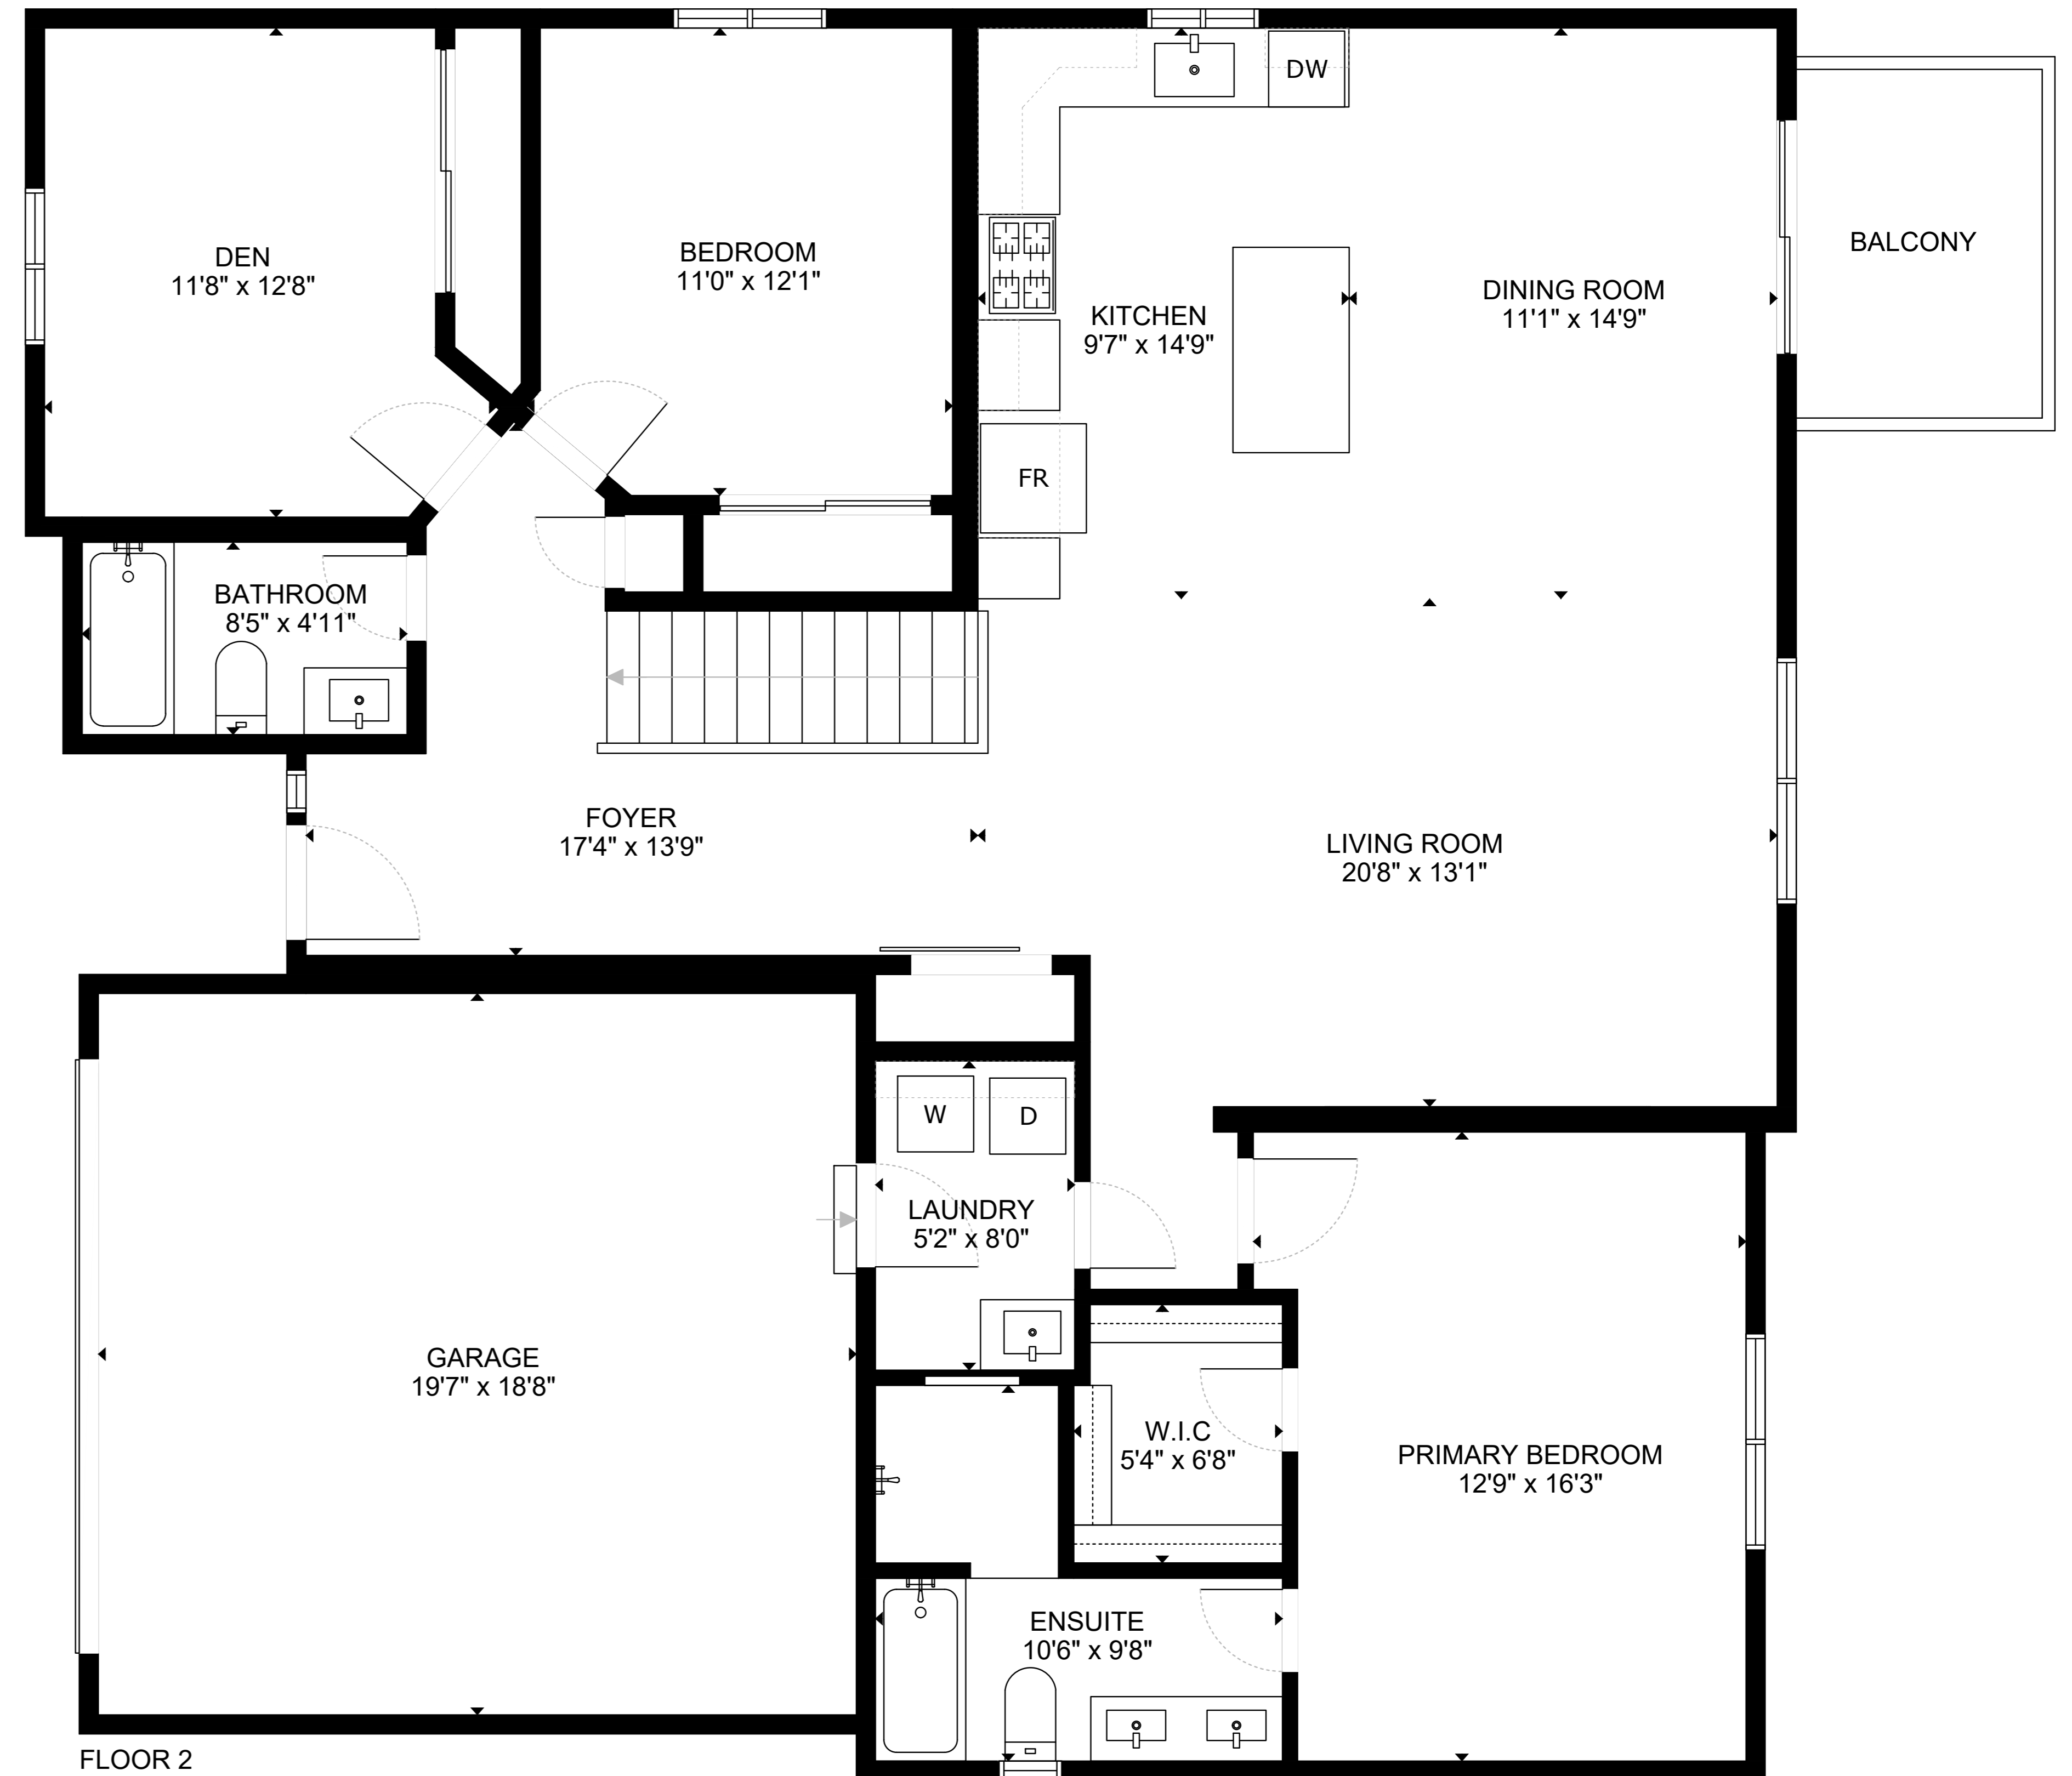 DW
DEN
11'8" x 12'8"
BEDROOM
11'0" x 12'1"
BALCONY
KITCHEN
9'7" x 14'9"
DINING ROOM
11'1" x 14'9"
FR
BATHROOM
8'5" x 4'11"
FOYER
17'4" x 13'9"
LIVING ROOM
20'8" x 13'1"
W
D
LAUNDRY
5'2" x 8'0"
GARAGE
19'7" x 18'8"
W.I.C
5'4" x 6'8"
PRIMARY BEDROOM
12'9" x 16'3"
ENSUITE
10'6" x 9'8"
FLOOR 2